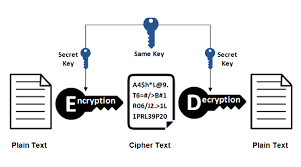 Secret
Key
Same Key
Secret
Key
Encryption
A4$h*L@9.
T6=#/>B#1
R06/J2.>1L
1PRL39P20
Decryption
Plain Text
Cipher Text
Plain Text